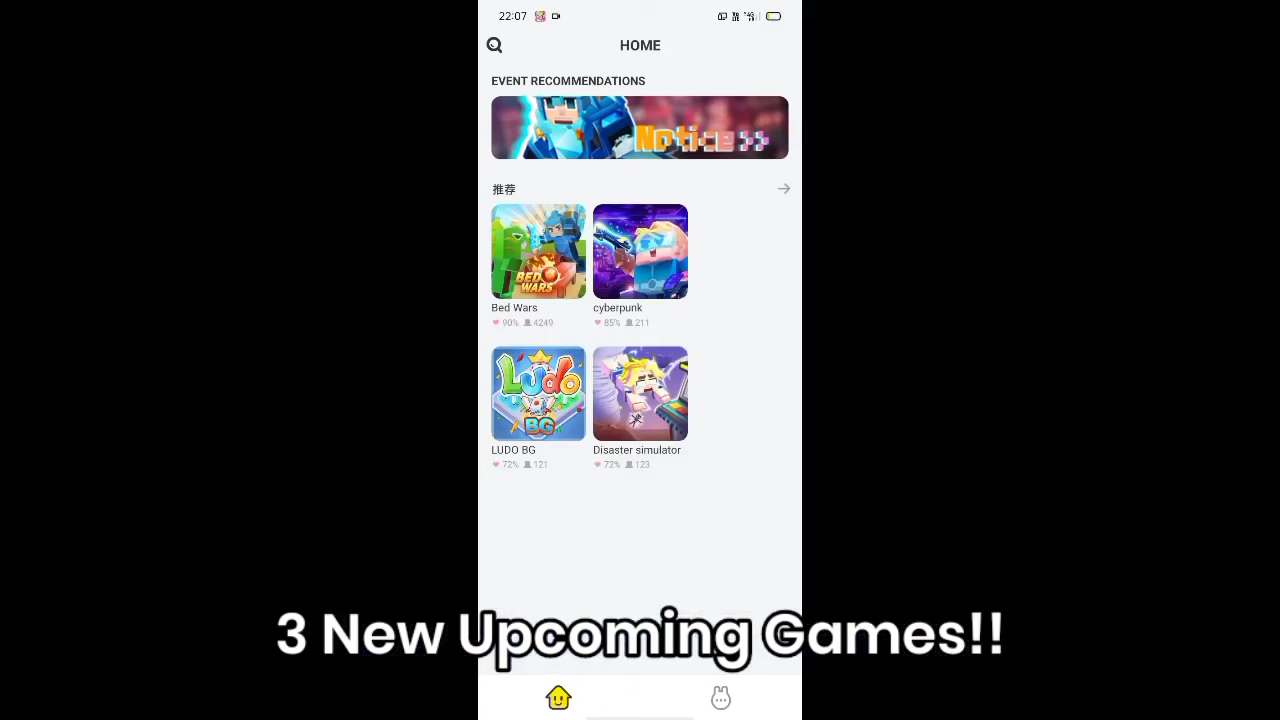 22:07
HOME
EVENT RECOMMENDATIONS
Notice >>
推荐
BED WARS
Bed Wars
90% 4249
cyberpunk
85% 211
Ludo
BG
LUDO BG
72% 121
Disaster simulator
72% 123
3 New Upcoming Games!!